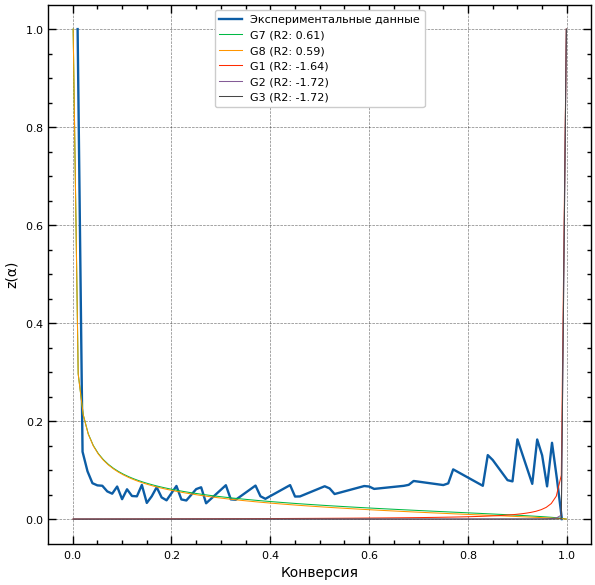 Экспериментальные данные
G7 (R2: 0.61)
G8 (R2: 0.59)
G1 (R2: -1.64)
G2 (R2: -1.72)
G3 (R2: -1.72)
1.0
0.8
0.6
0.4
0.2
0.0
z(α)
0.0 0.2 0.4 0.6 0.8 1.0
Конверсия